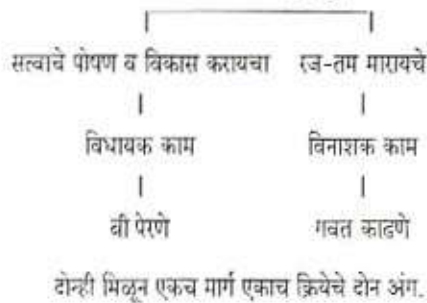 सत्वाचे पोषण व विकास करायचा रज-तम मारायचे
विधायक काम विनाशक काम
बी पेरणे गवत काढणे
दोन्ही मिळून एकच मार्ग एकाच क्रियेचे दोन अंग.